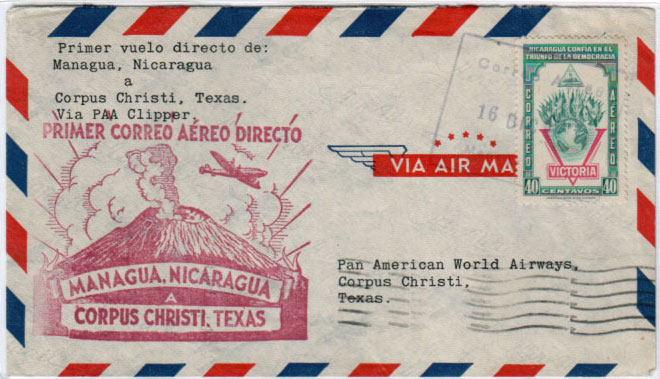 Primer vuelo directo de:
Managua, Nicaragua
a
Corpus Christi, Texas.
Via PAA Clipper.
PRIMER CORREO AÉREO DIRECTO
MANAGUA, NICARAGUA
A
CORPUS CHRISTI, TEXAS
16
VIA AIR MA
NICARAGUA CONFIA EN EL
TRIUNFO DE LA DEMOCRACIA
CORREO
AEREO
VICTORIA
40 CENTAVOS 40
Pan American World Airways,
Corpus Christi,
Texas.